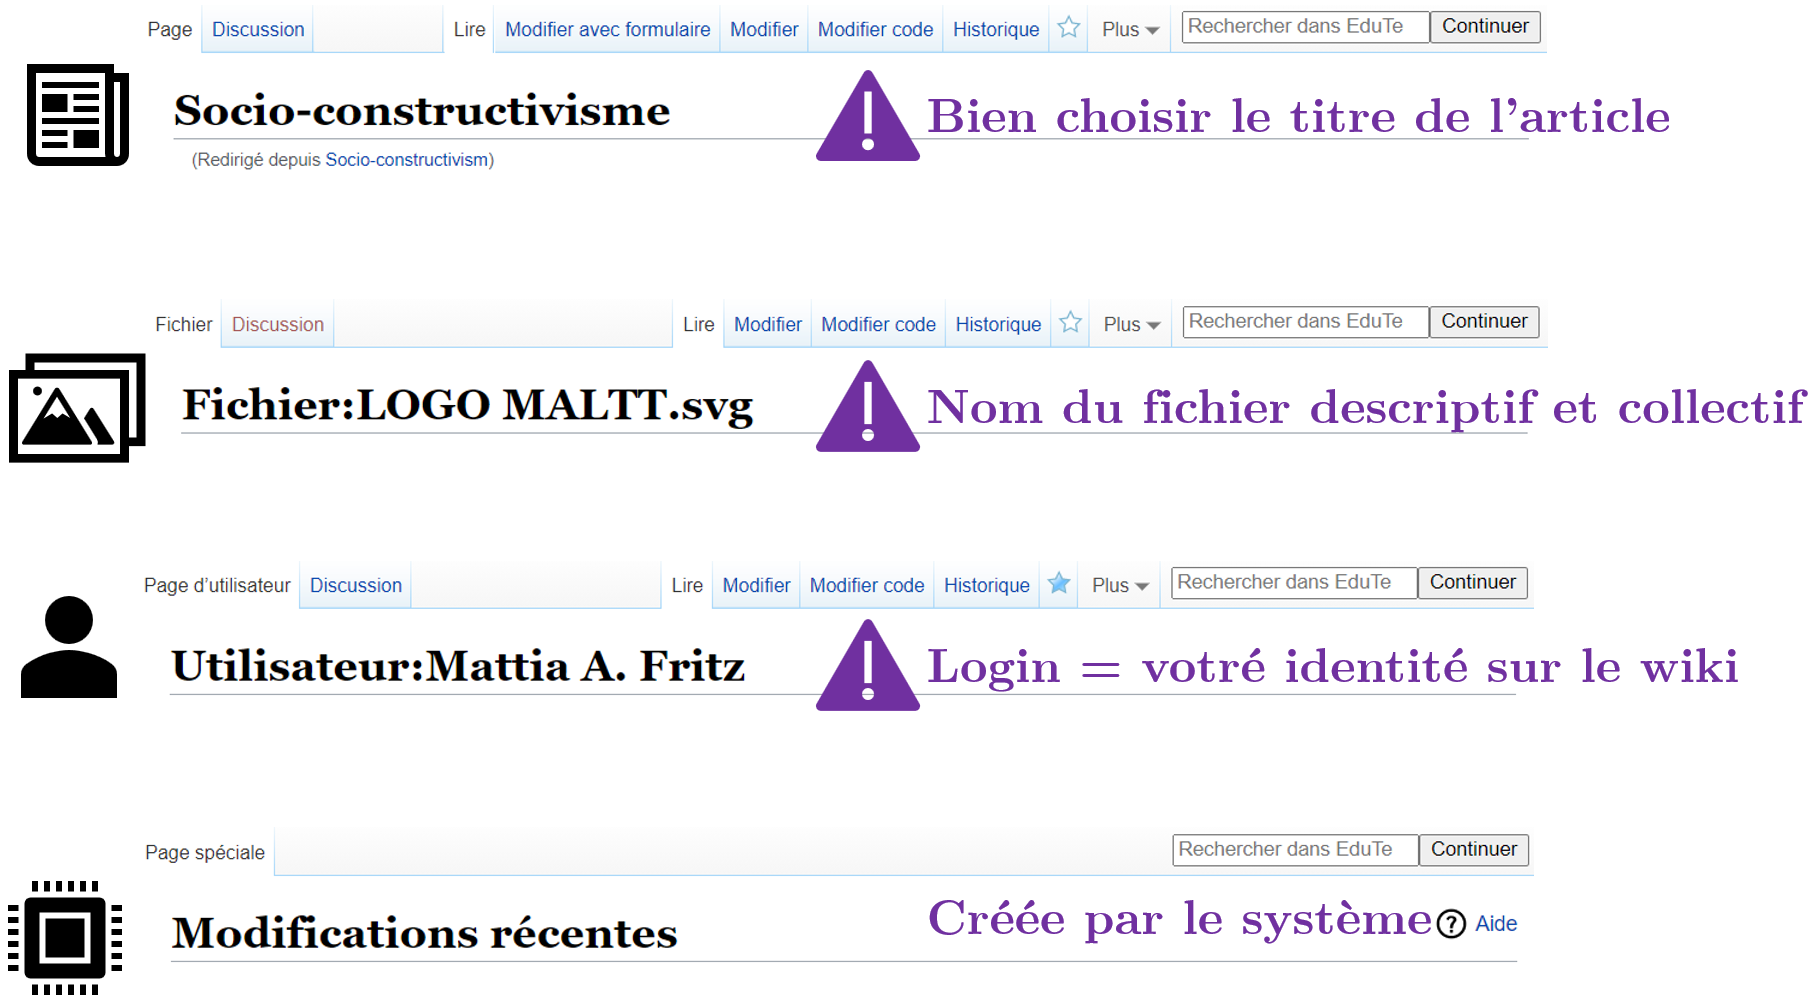 Page Discussion Lire Modifier avec formulaire Modifier Modifier code Historique Plus Rechercher dans EduTe Continuer
Socio-constructivisme
Bien choisir le titre de l'article
(Redirigé depuis Socio-constructivism)
Fichier Discussion Lire Modifier Modifier code Historique Plus Rechercher dans EduTe Continuer
Fichier:LOGO MALTT.svg
Nom du fichier descriptif et collectif
Page d'utilisateur Discussion Lire Modifier Modifier code Historique Plus Rechercher dans EduTe Continuer
Utilisateur:Mattia A. Fritz
Login = votré identité sur le wiki
Page spéciale Rechercher dans EduTe Continuer
Modifications récentes
Créée par le système
Aide